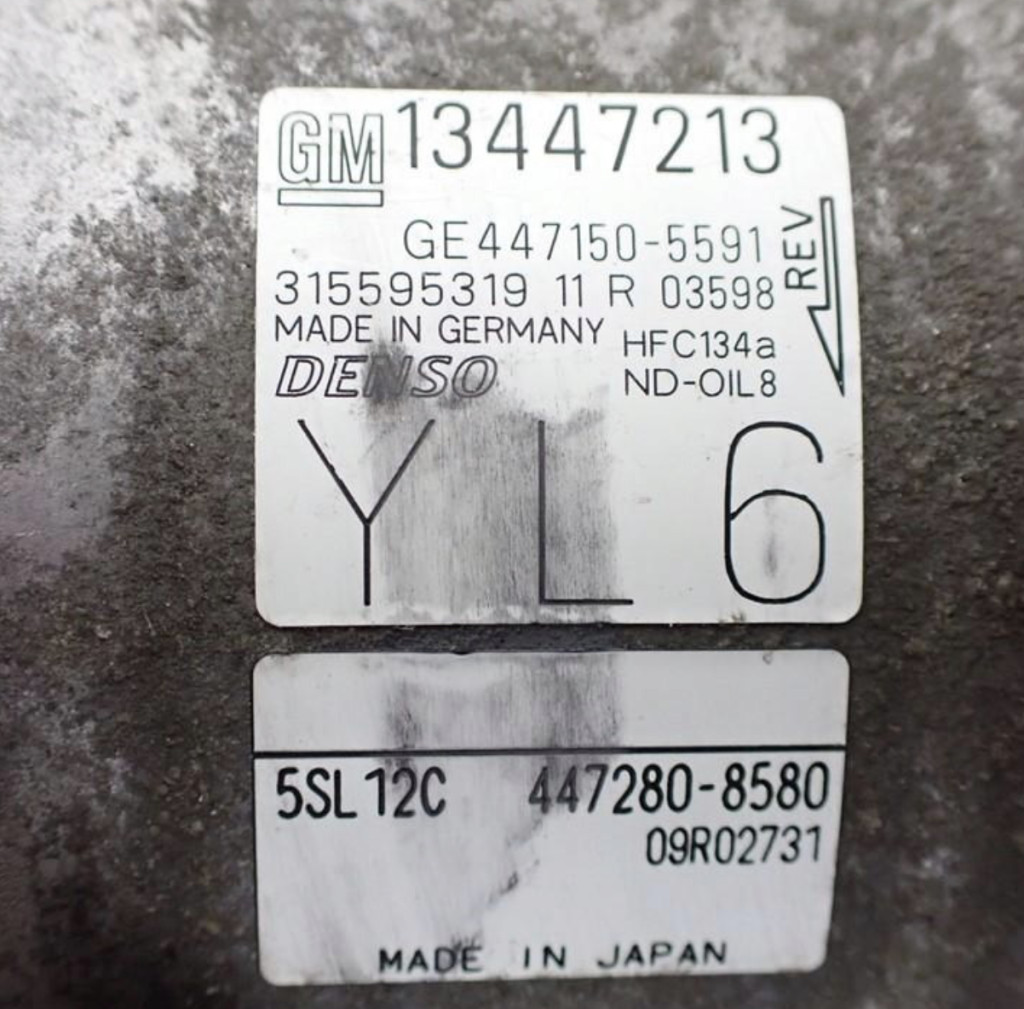 GM 13447213
GE447150-5591
315595319 11 R 03598
REV
MADE IN GERMANY
HFC134a
DENSO
ND-OIL8
Y L 6
5SL12C 447280-8580
09R02731
MADE IN JAPAN